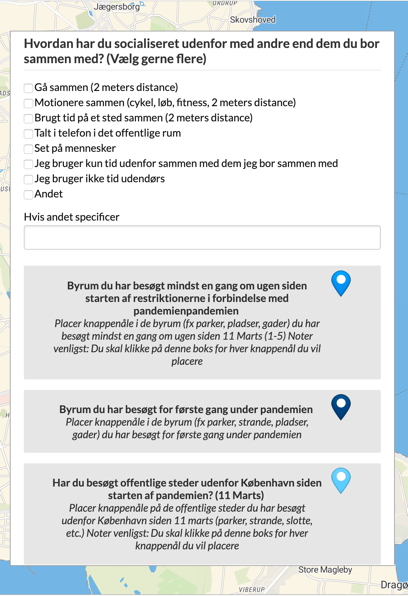 Jægersborg
ORDRUP
Skovshoved
Hvordan har du socialiseret udenfor med andre end dem du bor
sammen med? (Vælg gerne flere)
Gå sammen (2 meters distance)
Motionere sammen (cykel, løb, fitness, 2 meters distance)
Brugt tid på et sted sammen (2 meters distance)
Talt i telefon i det offentlige rum
Set på mennesker
Jeg bruger kun tid udenfor sammen med dem jeg bor sammen med
Jeg bruger ikke tid udendørs
Andet
Hvis andet specificer
Byrum du har besøgt mindst en gang om ugen siden
starten af restriktionerne i forbindelse med
pandemienpandemien
Placer knappenåle i de byrum (fx parker, pladser, gader) du har
besøgt mindst en gang om ugen siden 11 Marts (1-5) Noter
venligst: Du skal klikke på denne boks for hver knappenål du vil
placere
Byrum du har besøgt for første gang under pandemien
Placer knappenåle i de byrum (fx parker, strande, pladser,
gader) du har besøgt for første gang under pandemien
Har du besøgt offentlige steder udenfor København siden
starten af pandemien? (11 Marts)
Placer knappenåle på de offentlige steder du har besøgt
udenfor København siden 11 marts (parker, strande, slotte,
etc.) Noter venligst: Du skal klikke på denne boks for hver
knappenål du vil placere
Store Magleby
VIBERUP
Dragø